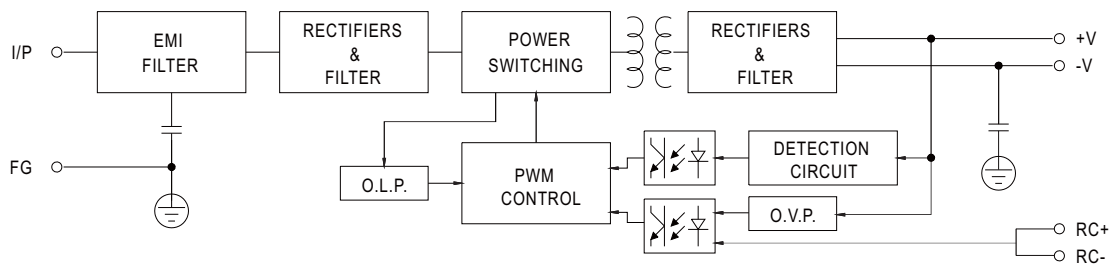 I/P
EMI
FILTER
RECTIFIERS
&
FILTER
POWER
SWITCHING
RECTIFIERS
&
FILTER
+V
-V
FG
O.L.P.
PWM
CONTROL
DETECTION
CIRCUIT
O.V.P.
RC+
RC-